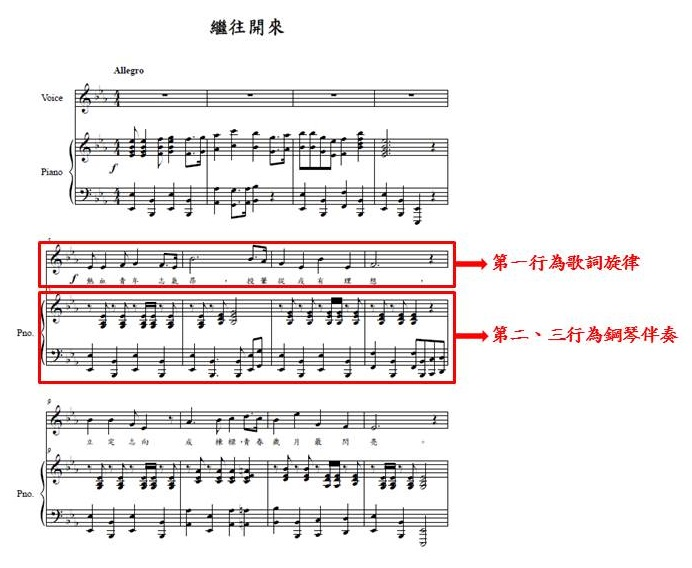 繼往開來
Allegro
Voice
Piano
f
f 熱血 青年 志氣 昂 , 投筆從戎有理想 ,
第一行為歌詞旋律
Pno.
第二、三行為鋼琴伴奏
9
立定志向 成棟樑,青春歲月最閃亮。
9
Pno.